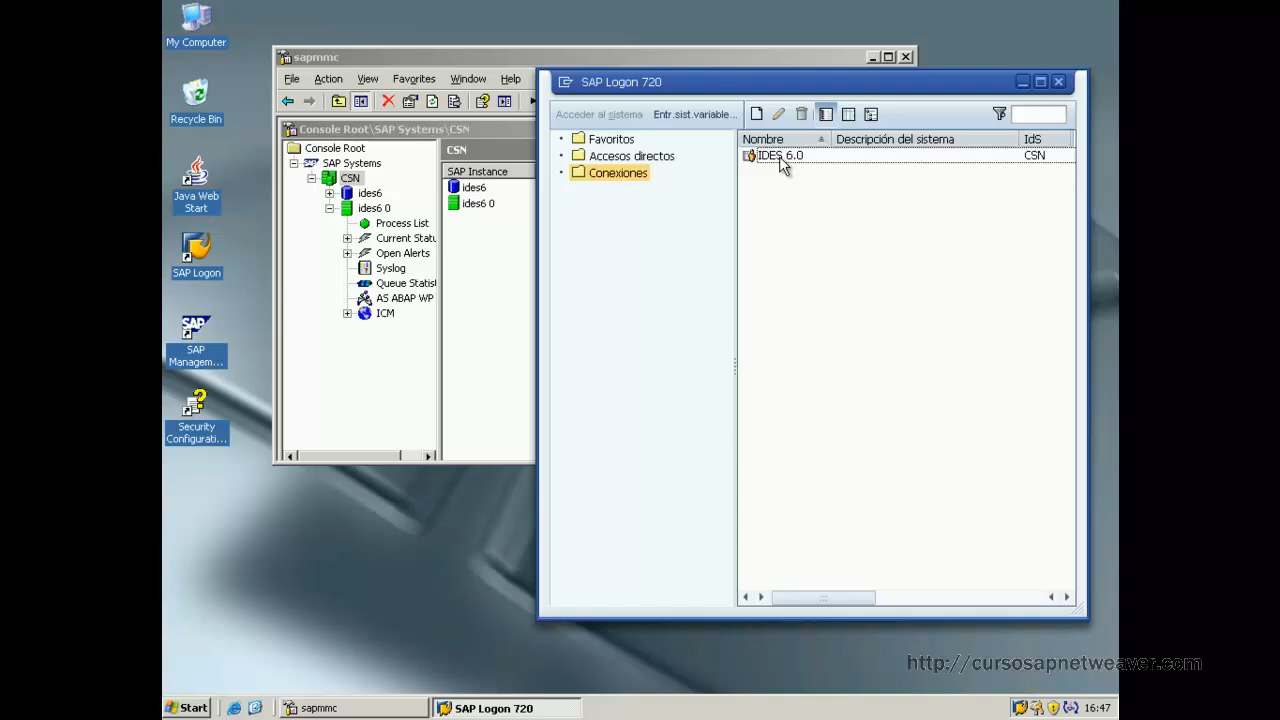 My Computer
Recycle Bin
Java Web
Start
SAP Logon
SAP
Managem...
Security
Configurati...
sapmmc
File Action View Favorites Window Help
Console Root\SAP Systems\CSN
Console Root
SAP Systems
CSN
ides6
ides6 0
Process List
Current Statu
Open Alerts
Syslog
Queue Statist
AS ABAP WP
ICM
CSN
SAP Instance
ides6
ides6 0
SAP Logon 720
Acceder al sistema Entr.sist.variable...
Favoritos
Accesos directos
Conexiones
Nombre Descripción del sistema IdS
IDES 6.0 CSN
http://cursosapnetweaver.com
Start sapmmc SAP Logon 720 16:47